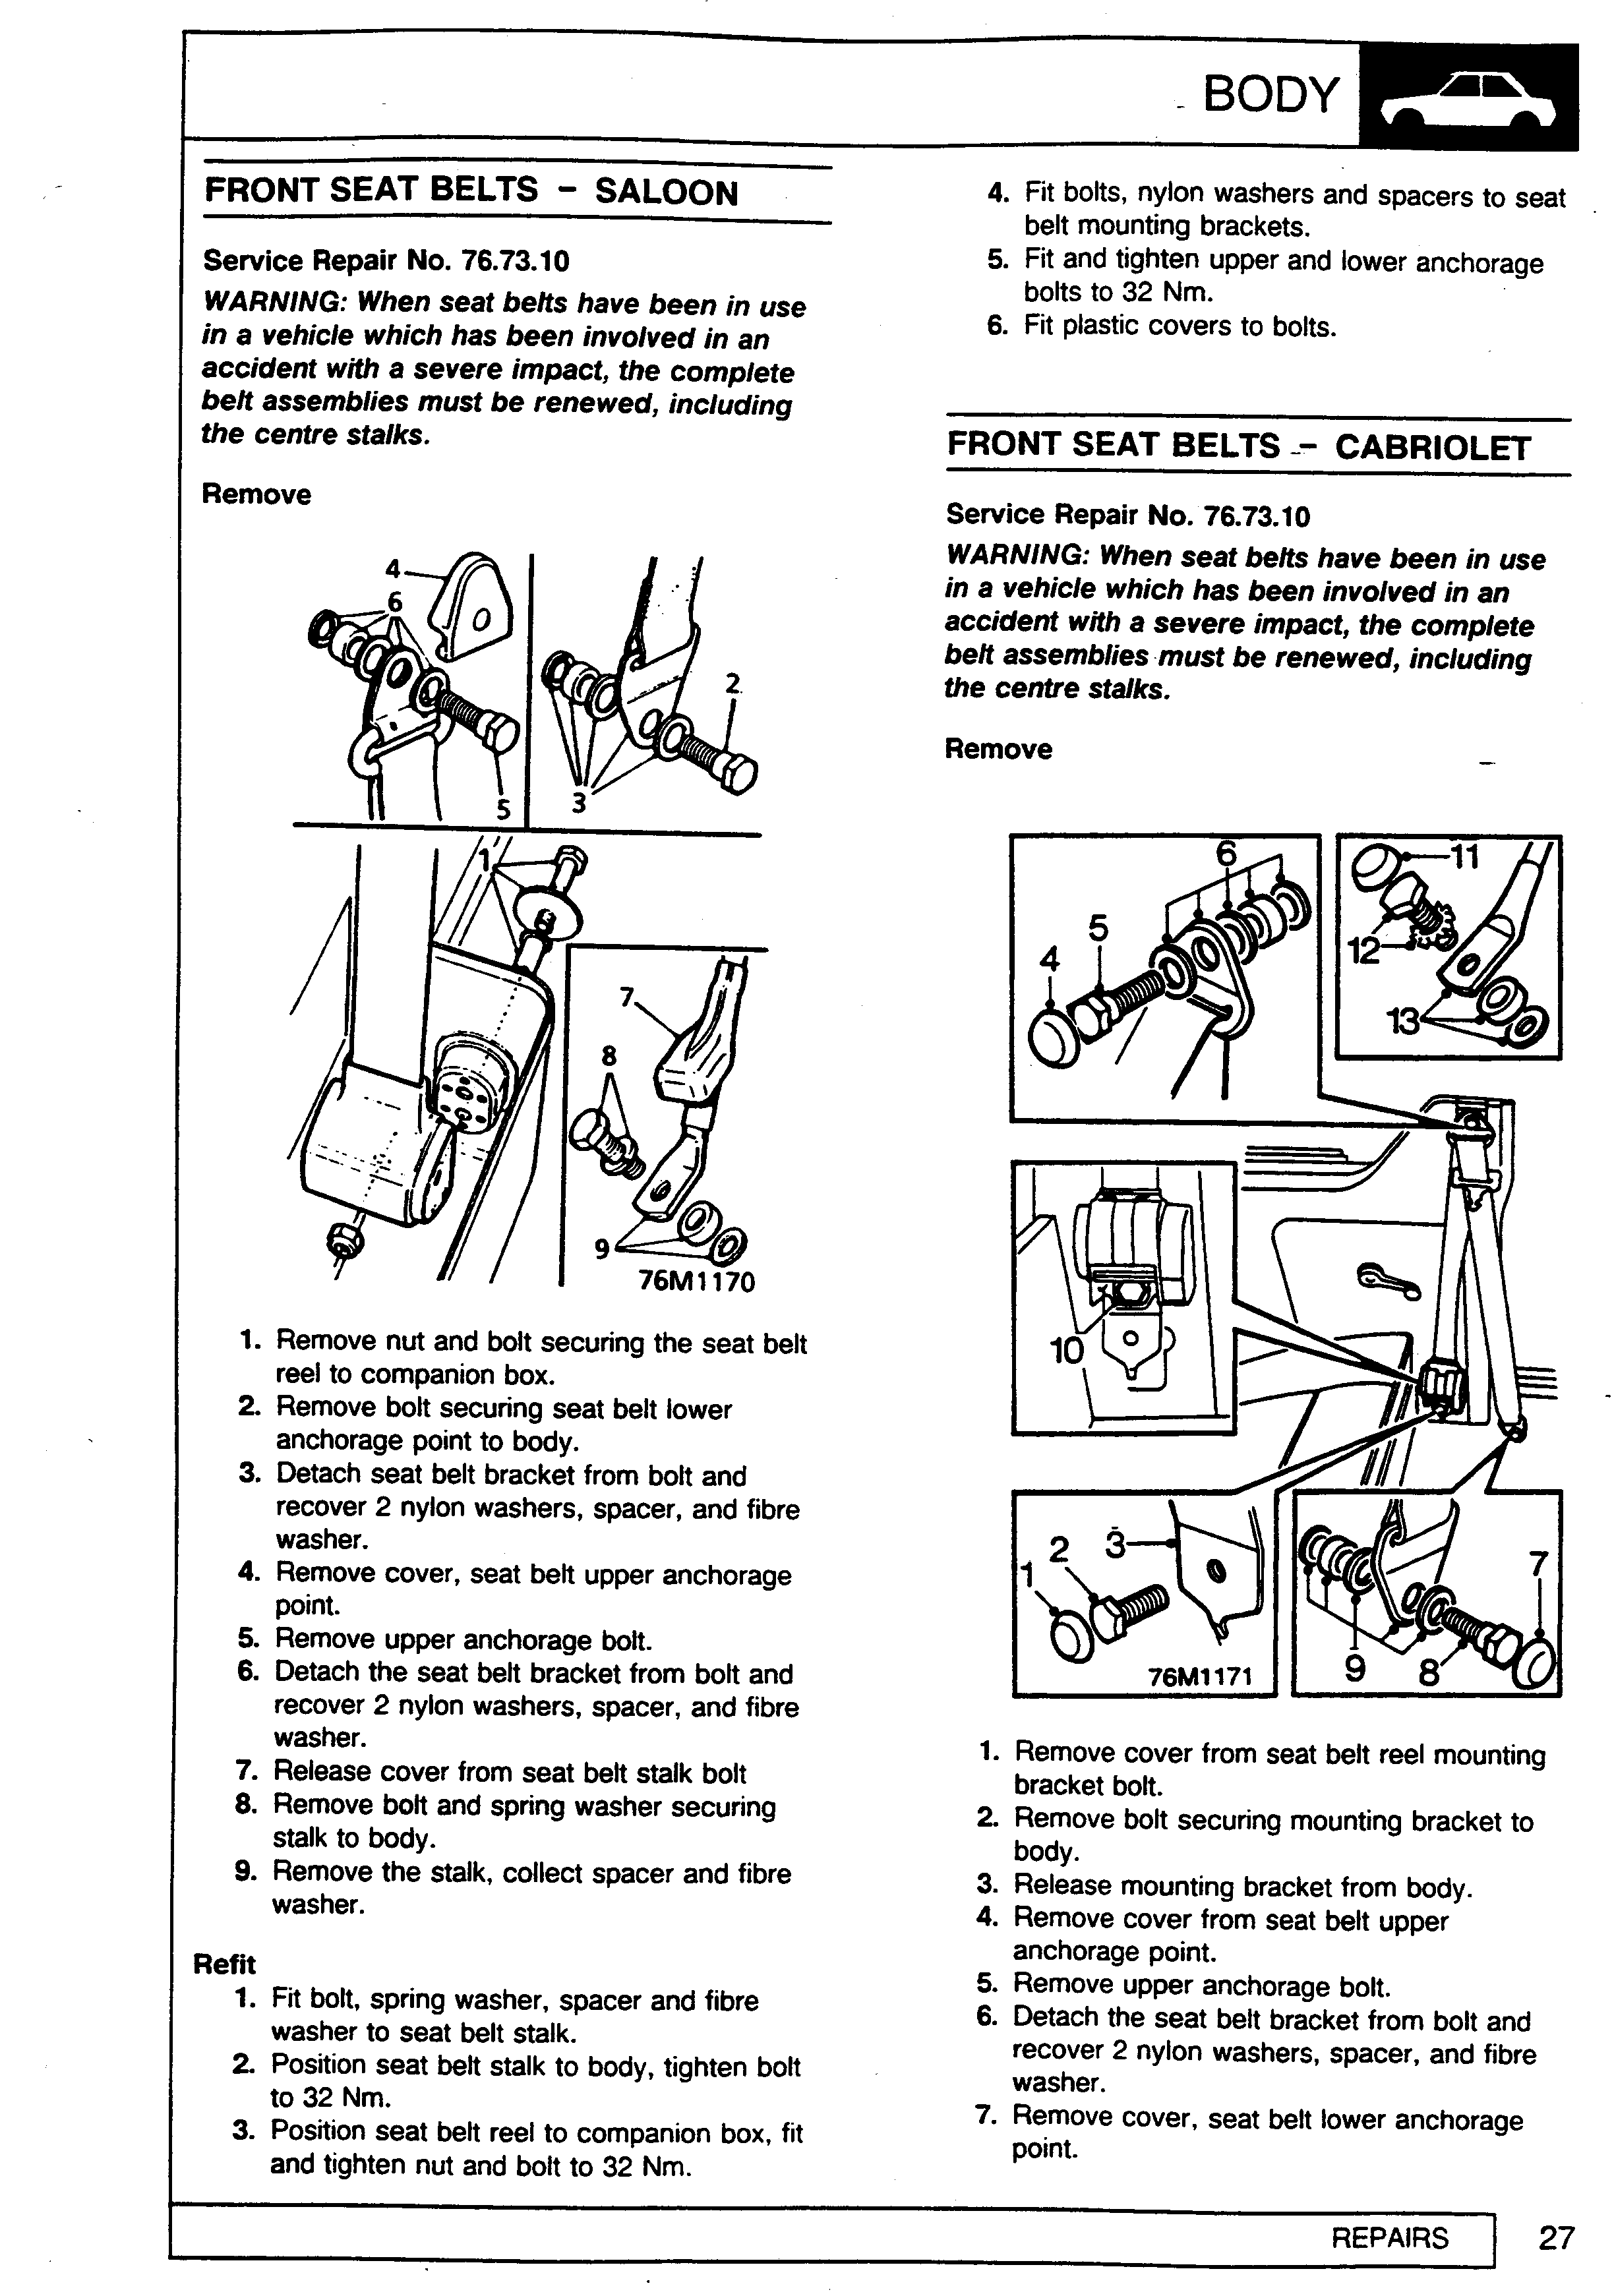 BODY
FRONT SEAT BELTS - SALOON
Service Repair No. 76.73.10
WARNING: When seat belts have been in use
in a vehicle which has been involved in an
accident with a severe impact, the complete
belt assemblies must be renewed, including
the centre stalks.
Remove
4
6
2
5
3
1
7
8
9
76M1170
1. Remove nut and bolt securing the seat belt
reel to companion box.
2. Remove bolt securing seat belt lower
anchorage point to body.
3. Detach seat belt bracket from bolt and
recover 2 nylon washers, spacer, and fibre
washer.
4. Remove cover, seat belt upper anchorage
point.
5. Remove upper anchorage bolt.
6. Detach the seat belt bracket from bolt and
recover 2 nylon washers, spacer, and fibre
washer.
7. Release cover from seat belt stalk bolt
8. Remove bolt and spring washer securing
stalk to body.
9. Remove the stalk, collect spacer and fibre
washer.
Refit
1. Fit bolt, spring washer, spacer and fibre
washer to seat belt stalk.
2. Position seat belt stalk to body, tighten bolt
to 32 Nm.
3. Position seat belt reel to companion box, fit
and tighten nut and bolt to 32 Nm.
4. Fit bolts, nylon washers and spacers to seat
belt mounting brackets.
5. Fit and tighten upper and lower anchorage
bolts to 32 Nm.
6. Fit plastic covers to bolts.
FRONT SEAT BELTS - CABRIOLET
Service Repair No. 76.73.10
WARNING: When seat belts have been in use
in a vehicle which has been involved in an
accident with a severe impact, the complete
belt assemblies must be renewed, including
the centre stalks.
Remove
6
11
5
4
12
13
10
2
3
1
7
9
8
76M1171
1. Remove cover from seat belt reel mounting
bracket bolt.
2. Remove bolt securing mounting bracket to
body.
3. Release mounting bracket from body.
4. Remove cover from seat belt upper
anchorage point.
5. Remove upper anchorage bolt.
6. Detach the seat belt bracket from bolt and
recover 2 nylon washers, spacer, and fibre
washer.
7. Remove cover, seat belt lower anchorage
point.
REPAIRS
27